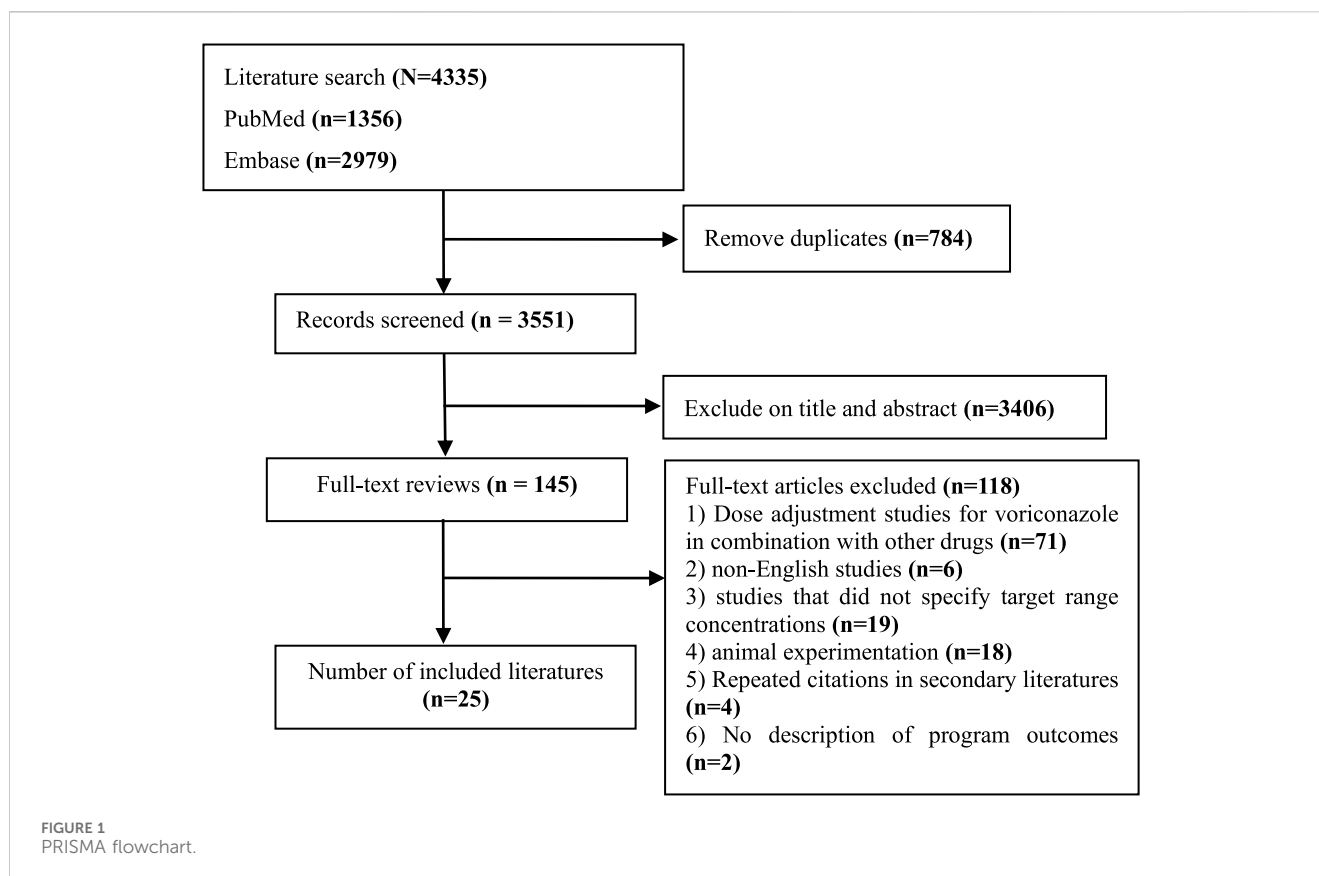 Literature search (N=4335)
PubMed (n=1356)
Embase (n=2979)
Remove duplicates (n=784)
Records screened (n = 3551)
Exclude on title and abstract (n=3406)
Full-text reviews (n = 145)
Full-text articles excluded (n=118)
1) Dose adjustment studies for voriconazole
in combination with other drugs (n=71)
2) non-English studies (n=6)
3) studies that did not specify target range
concentrations (n=19)
4) animal experimentation (n=18)
5) Repeated citations in secondary literatures
(n=4)
6) No description of program outcomes
(n=2)
Number of included literatures
(n=25)
FIGURE 1
PRISMA flowchart.